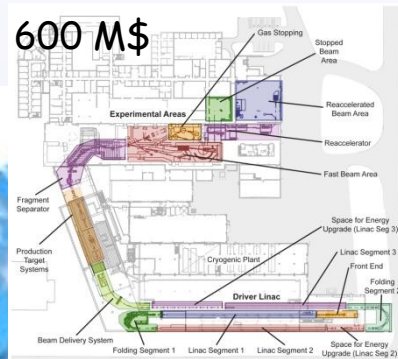 600 M$
Gas Stopping
Stopped
Beam
Area
Experimental Areas
Reaccelerated
Beam Area
Reaccelerator
Fast Beam Area
Fragment
Separator
Production
Target
Systems
Cryogenic Plant
Space for Energy
Upgrade (Linac Seg 3)
Linac Segment 3
Front End
Driver Linac
Folding
Segment 2
Beam Delivery System
Folding Segment 1
Linac Segment 1
Linac Segment 2
Space for Energy
Upgrade (Linac Seg 2)